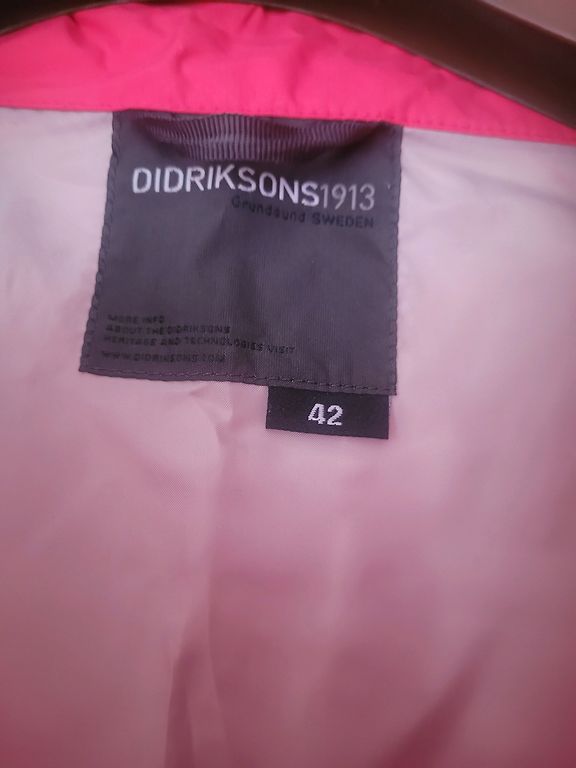 DIDRIKSONS1913
Grundsund SWEDEN
MORE INFO
ABOUT THE DIDRIKSONS
HERITAGE AND TECHNOLOGIES VISIT
WWW.DIDRIKSONS.COM
42